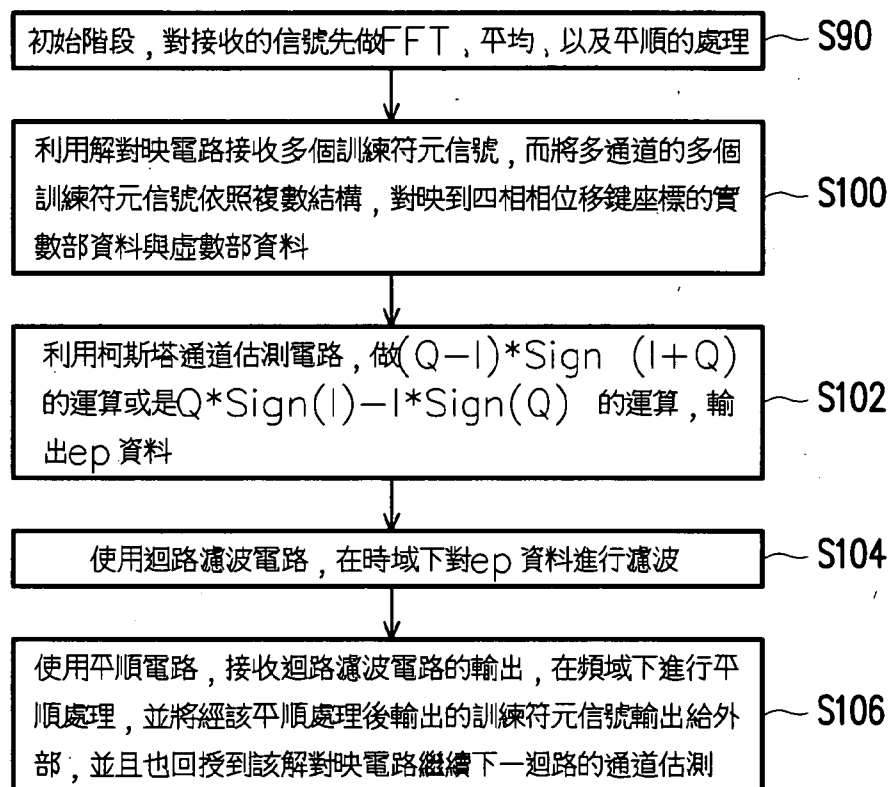 初始階段，對接收的信號先做FFT、平均、以及平順的處理 S90
利用解對映電路接收多個訓練符元信號，而將多通道的多個
訓練符元信號依照複數結構，對映到四相相位移鍵座標的實
數部資料與虛數部資料
S100
利用柯斯塔通道估測電路，做(Q-I)*Sign (I+Q)
的運算或是Q*Sign(I)-I*Sign(Q) 的運算，輸
出ep資料
S102
使用迴路濾波電路，在時域下對ep資料進行濾波 S104
使用平順電路，接收迴路濾波電路的輸出，在頻域下進行平
順處理，並將經該平順處理後輸出的訓練符元信號輸出給外
部，並且也回授到該解對映電路繼續下一迴路的通道估測
S106